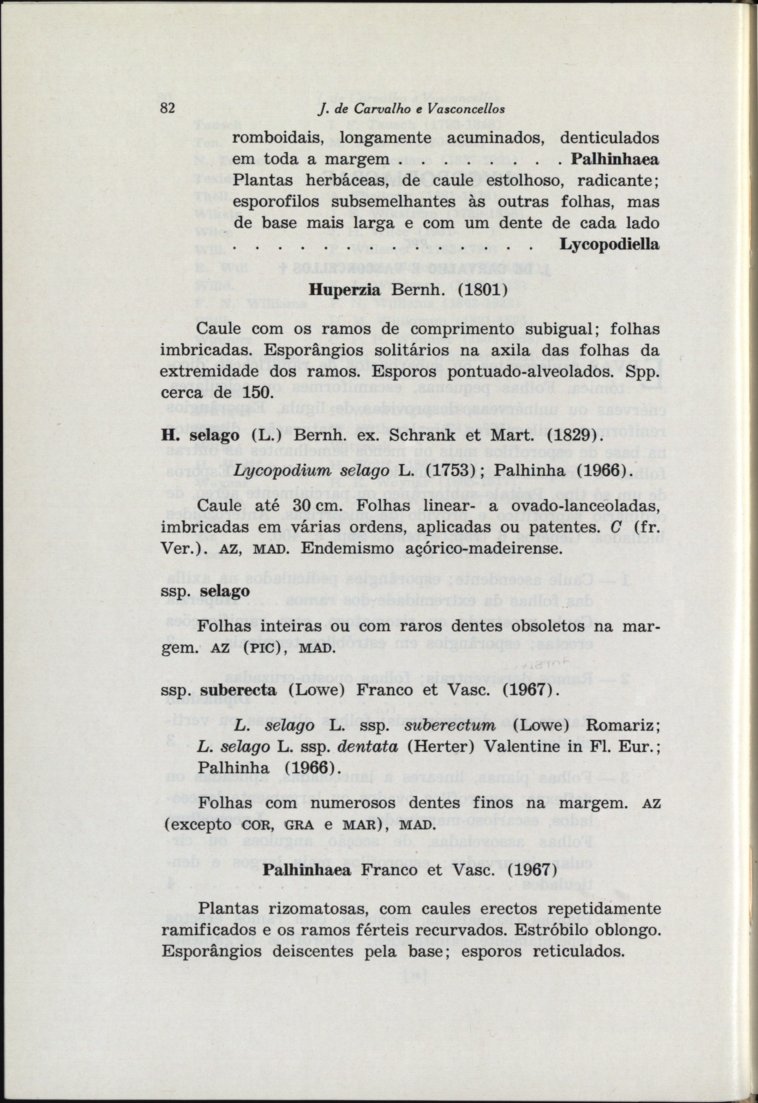 82
J. de Carvalho e Vasconcellos
romboidais, longamente acuminados, denticulados
em toda a margem . . . . . . . . Palhinhaea
Plantas herbáceas, de caule estolhoso, radicante;
esporofilos subsemelhantes às outras folhas, mas
de base mais larga e com um dente de cada lado
. . . . . . . . . . . . . . . Lycopodiella
Huperzia Bernh. (1801)
Caule com os ramos de comprimento subigual; folhas
imbricadas. Esporângios solitários na axila das folhas da
extremidade dos ramos. Esporos pontuado-alveolados. Spp.
cerca de 150.
H. selago (L.) Bernh. ex. Schrank et Mart. (1829).
Lycopodium selago L. (1753); Palhinha (1966).
Caule até 30 cm. Folhas linear- a ovado-lanceoladas,
imbricadas em várias ordens, aplicadas ou patentes. C (fr.
Ver.). AZ, MAD. Endemismo açórico-madeirense.
ssp. selago
Folhas inteiras ou com raros dentes obsoletos na mar-
gem. AZ (PIC), MAD.
ssp. suberecta (Lowe) Franco et Vasc. (1967).
L. selago L. ssp. suberectum (Lowe) Romariz;
L. selago L. ssp. dentata (Herter) Valentine in Fl. Eur.;
Palhinha (1966).
Folhas com numerosos dentes finos na margem. AZ
(excepto COR, GRA e MAR), MAD.
Palhinhaea Franco et Vasc. (1967)
Plantas rizomatosas, com caules erectos repetidamente
ramificados e os ramos férteis recurvados. Estróbilo oblongo.
Esporângios deiscentes pela base; esporos reticulados.